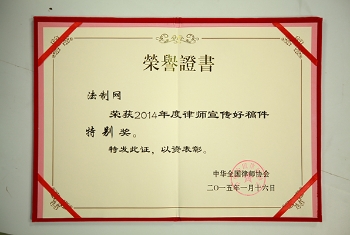 榮譽證書
法制网
荣获2014年度律师宣传好稿件
特别奖。
特发此证，以资表彰。
中华全国律师协会
二〇一五年一月十六日